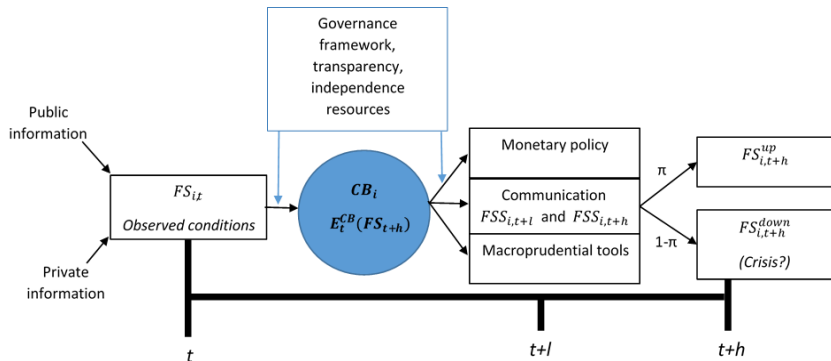 Governance
framework,
transparency,
independence
resources
Public
information
Private
information
FS_{i,t}
Observed conditions
CB_i
E_t^{CB}(FS_{t+h})
Monetary policy
Communication
FSS_{i,t+l} and FSS_{i,t+h}
Macroprudential tools
π
1-π
FS_{i,t+h}^{up}
FS_{i,t+h}^{down}
(Crisis?)
t
t+l
t+h